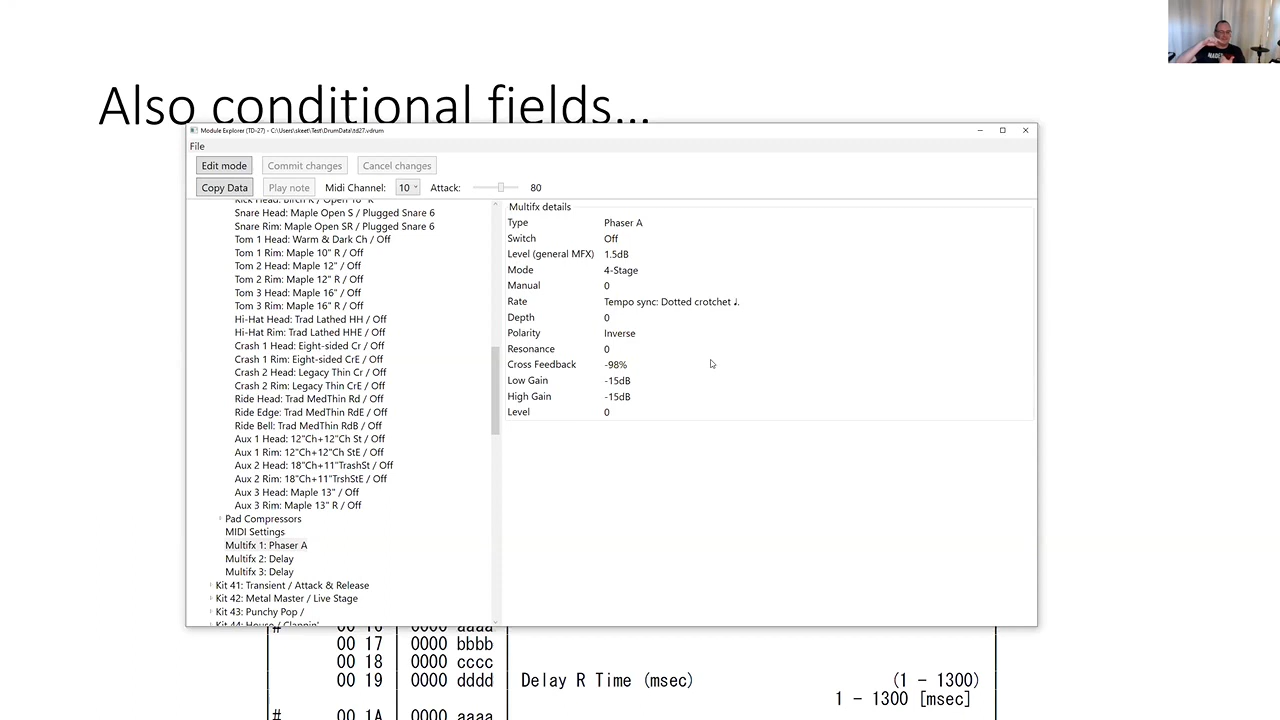 Also conditional fields...
Module Explorer (TD-27) - C:\Users\skeet\Test\DrumData\td27.vdrum
File
Edit mode Commit changes Cancel changes
Copy Data Play note Midi Channel: 10 Attack: 80
Kick Head: Birch R / Open 18" R
Snare Head: Maple Open S / Plugged Snare 6
Snare Rim: Maple Open SR / Plugged Snare 6
Tom 1 Head: Warm & Dark Ch / Off
Tom 1 Rim: Maple 10" R / Off
Tom 2 Head: Maple 12" / Off
Tom 2 Rim: Maple 12" R / Off
Tom 3 Head: Maple 16" / Off
Tom 3 Rim: Maple 16" R / Off
Hi-Hat Head: Trad Lathed HH / Off
Hi-Hat Rim: Trad Lathed HHE / Off
Crash 1 Head: Eight-sided Cr / Off
Crash 1 Rim: Eight-sided CrE / Off
Crash 2 Head: Legacy Thin Cr / Off
Crash 2 Rim: Legacy Thin CrE / Off
Ride Head: Trad MedThin Rd / Off
Ride Edge: Trad MedThin RdE / Off
Ride Bell: Trad MedThin RdB / Off
Aux 1 Head: 12"Ch+12"Ch St / Off
Aux 1 Rim: 12"Ch+12"Ch StE / Off
Aux 2 Head: 18"Ch+11"TrashSt / Off
Aux 2 Rim: 18"Ch+11"TrshStE / Off
Aux 3 Head: Maple 13" / Off
Aux 3 Rim: Maple 13" R / Off
Pad Compressors
MIDI Settings
Multifx 1: Phaser A
Multifx 2: Delay
Multifx 3: Delay
Kit 41: Transient / Attack & Release
Kit 42: Metal Master / Live Stage
Kit 43: Punchy Pop /
Kit 44: House / Clappin'
Multifx details
Type Phaser A
Switch Off
Level (general MFX) 1.5dB
Mode 4-Stage
Manual 0
Rate Tempo sync: Dotted crotchet ♩.
Depth 0
Polarity Inverse
Resonance 0
Cross Feedback -98%
Low Gain -15dB
High Gain -15dB
Level 0
# 00 16 | 0000 aaaa |
00 17 | 0000 bbbb |
00 18 | 0000 cccc |
00 19 | 0000 dddd | Delay R Time (msec) (1 - 1300)
1 - 1300 [msec]
# 00 1A | 0000 aaaa |